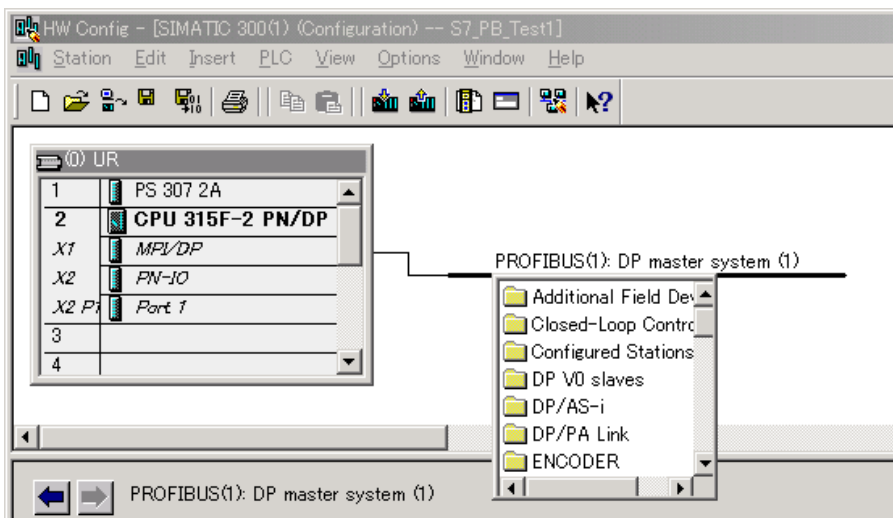 HW Config - [SIMATIC 300(1) (Configuration) -- S7_PB_Test1]
Station Edit Insert PLC View Options Window Help
(0) UR
1 PS 307 2A
2 CPU 315F-2 PN/DP
X1 MPI/DP
X2 PN-IO
X2 P1 Port 1
3
4
PROFIBUS(1): DP master system (1)
Additional Field Dev
Closed-Loop Contro
Configured Stations
DP V0 slaves
DP/AS-i
DP/PA Link
ENCODER
PROFIBUS(1): DP master system (1)